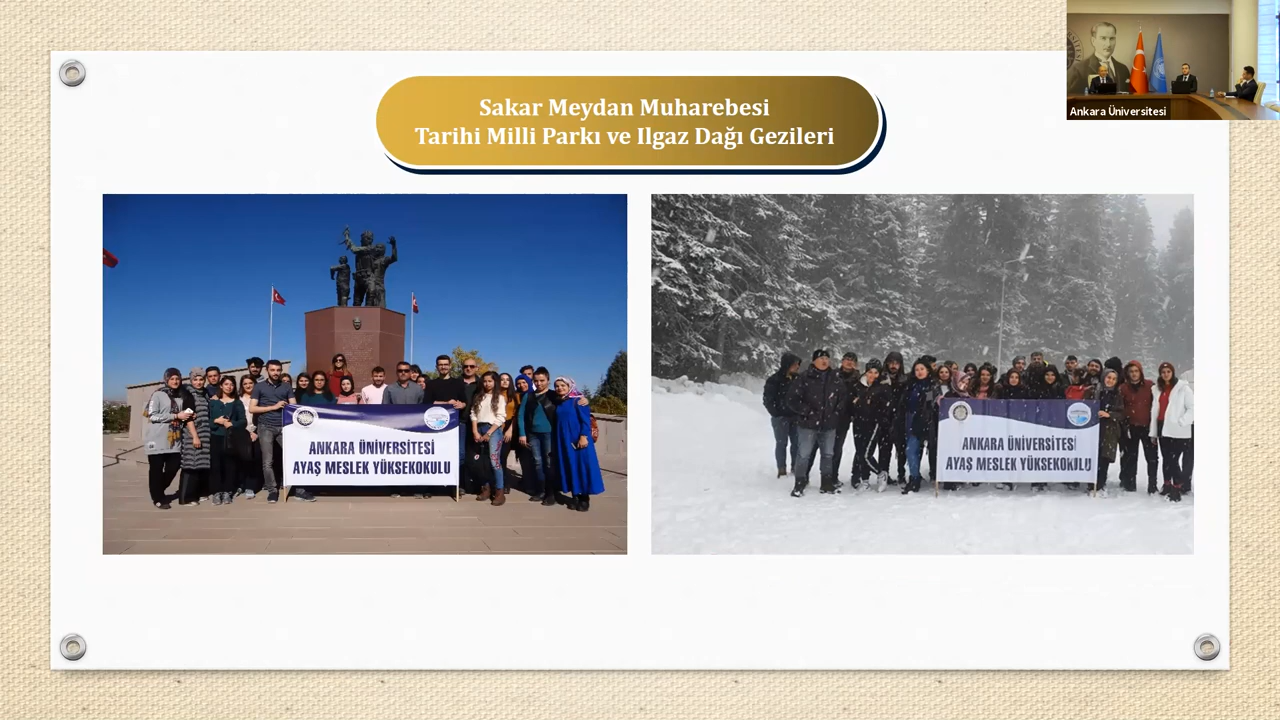 Sakar Meydan Muharebesi
Tarihi Milli Parkı ve Ilgaz Dağı Gezileri
Ankara Üniversitesi
ANKARA ÜNİVERSİTESİ
AYAŞ MESLEK YÜKSEKOKULU
ANKARA ÜNİVERSİTESİ
AYAŞ MESLEK YÜKSEKOKULU